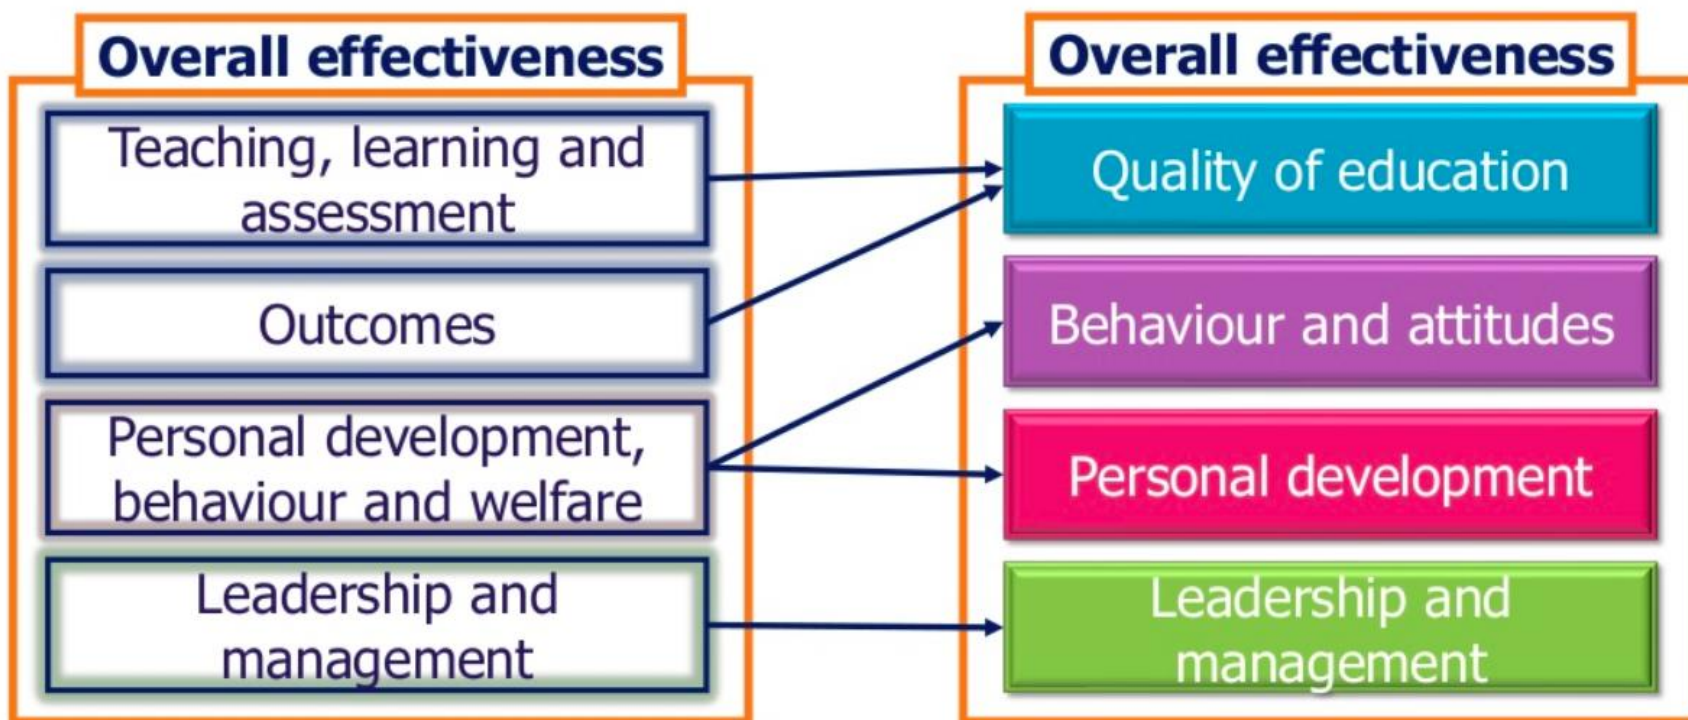 Overall effectiveness
Teaching, learning and
assessment
Outcomes
Personal development,
behaviour and welfare
Leadership and
management
Overall effectiveness
Quality of education
Behaviour and attitudes
Personal development
Leadership and
management